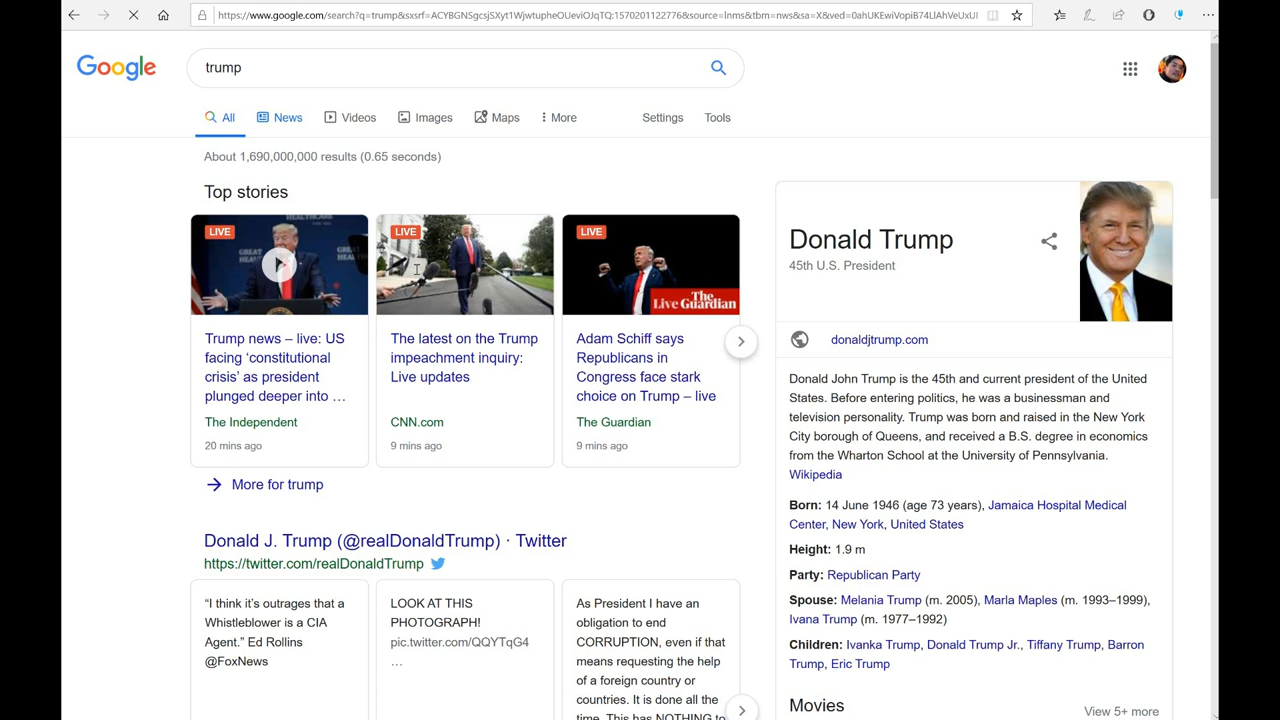 https://www.google.com/search?q=trump&sxsrf=ACYBGNSgcsjSXyt1WjwtupheOUeviOJqTQ:1570201122776&source=lnms&tbm=nws&sa=X&ved=0ahUKEwiVopiB74LlAhVeUxUI
Google
trump
All News Videos Images Maps More Settings Tools
About 1,690,000,000 results (0.65 seconds)
Top stories
LIVE
Trump news – live: US
facing ‘constitutional
crisis’ as president
plunged deeper into ...
The Independent
20 mins ago
LIVE
The latest on the Trump
impeachment inquiry:
Live updates
CNN.com
9 mins ago
LIVE
The
Live Guardian
Adam Schiff says
Republicans in
Congress face stark
choice on Trump – live
The Guardian
9 mins ago
More for trump
Donald J. Trump (@realDonaldTrump) · Twitter
https://twitter.com/realDonaldTrump
“I think it’s outrages that a
Whistleblower is a CIA
Agent.” Ed Rollins
@FoxNews
LOOK AT THIS
PHOTOGRAPH!
pic.twitter.com/QQYTqG4
...
As President I have an
obligation to end
CORRUPTION, even if that
means requesting the help
of a foreign country or
countries. It is done all the
time. This has NOTHING to
Donald Trump
45th U.S. President
donaldjtrump.com
Donald John Trump is the 45th and current president of the United
States. Before entering politics, he was a businessman and
television personality. Trump was born and raised in the New York
City borough of Queens, and received a B.S. degree in economics
from the Wharton School at the University of Pennsylvania.
Wikipedia
Born: 14 June 1946 (age 73 years), Jamaica Hospital Medical
Center, New York, United States
Height: 1.9 m
Party: Republican Party
Spouse: Melania Trump (m. 2005), Marla Maples (m. 1993–1999),
Ivana Trump (m. 1977–1992)
Children: Ivanka Trump, Donald Trump Jr., Tiffany Trump, Barron
Trump, Eric Trump
Movies
View 5+ more